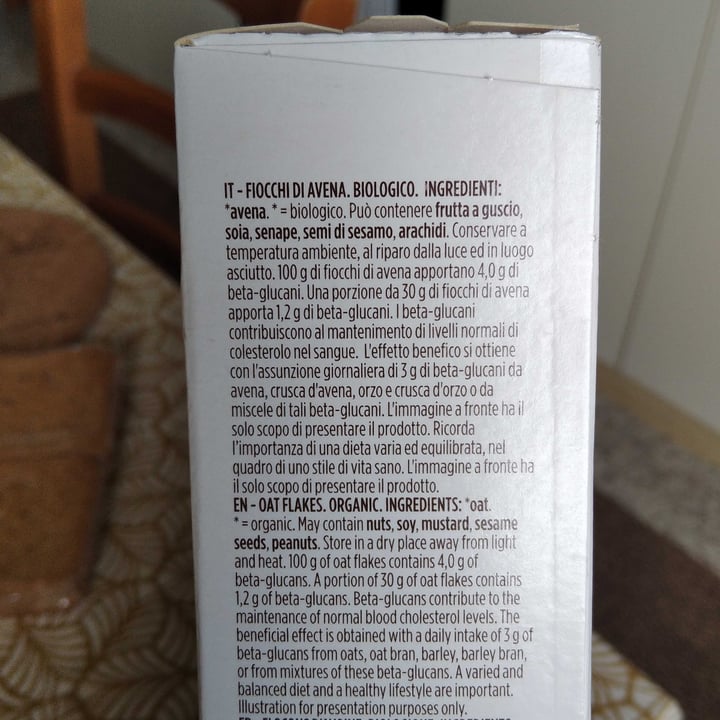 IT - FIOCCHI DI AVENA. BIOLOGICO. INGREDIENTI:
*avena. * = biologico. Può contenere frutta a guscio,
soia, senape, semi di sesamo, arachidi. Conservare a
temperatura ambiente, al riparo dalla luce ed in luogo
asciutto. 100 g di fiocchi di avena apportano 4,0 g di
beta-glucani. Una porzione da 30 g di fiocchi di avena
apporta 1,2 g di beta-glucani. I beta-glucani
contribuiscono al mantenimento di livelli normali di
colesterolo nel sangue. L'effetto benefico si ottiene
con l'assunzione giornaliera di 3 g di beta-glucani da
avena, crusca d'avena, orzo e crusca d'orzo o da
miscele di tali beta-glucani. L'immagine a fronte ha il
solo scopo di presentare il prodotto. Ricorda
l'importanza di una dieta varia ed equilibrata, nel
quadro di uno stile di vita sano. L'immagine a fronte ha
il solo scopo di presentare il prodotto.
EN - OAT FLAKES. ORGANIC. INGREDIENTS: *oat.
* = organic. May contain nuts, soy, mustard, sesame
seeds, peanuts. Store in a dry place away from light
and heat. 100 g of oat flakes contains 4,0 g of
beta-glucans. A portion of 30 g of oat flakes contains
1,2 g of beta-glucans. Beta-glucans contribute to the
maintenance of normal blood cholesterol levels. The
beneficial effect is obtained with a daily intake of 3 g of
beta-glucans from oats, oat bran, barley, barley bran,
or from mixtures of these beta-glucans. A varied and
balanced diet and a healthy lifestyle are important.
Illustration for presentation purposes only.